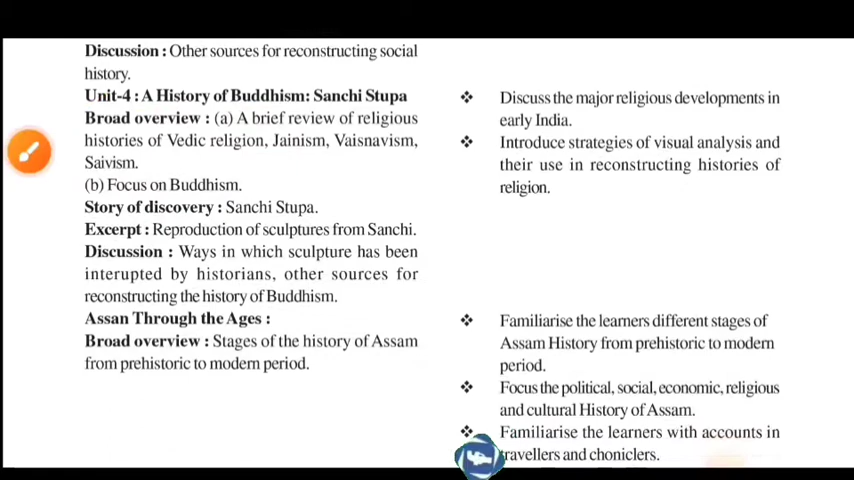 Discussion : Other sources for reconstructing social
history.
Unit-4 : A History of Buddhism: Sanchi Stupa
Broad overview : (a) A brief review of religious
histories of Vedic religion, Jainism, Vaisnavism,
Saivism.
(b) Focus on Buddhism.
Story of discovery : Sanchi Stupa.
Excerpt : Reproduction of sculptures from Sanchi.
Discussion : Ways in which sculpture has been
interupted by historians, other sources for
reconstructing the history of Buddhism.
Assan Through the Ages :
Broad overview : Stages of the history of Assam
from prehistoric to modern period.
❖ Discuss the major religious developments in
early India.
❖ Introduce strategies of visual analysis and
their use in reconstructing histories of
religion.
❖ Familiarise the learners different stages of
Assam History from prehistoric to modern
period.
❖ Focus the political, social, economic, religious
and cultural History of Assam.
❖ Familiarise the learners with accounts in
travellers and choniclers.